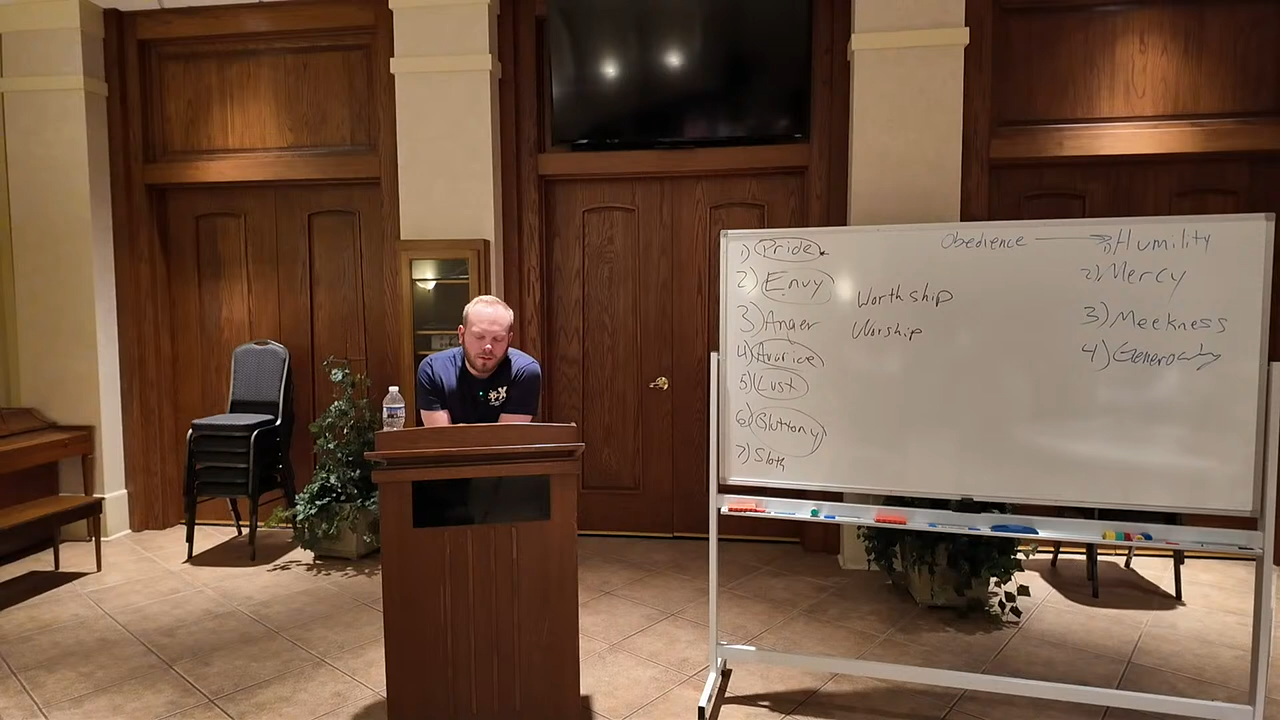 1) Pride
2) Envy
3) Anger
4) Avarice
5) Lust
6) Gluttony
7) Sloth
Worthship
Worship
Obedience → 1) Humility
2) Mercy
3) Meekness
4) Generosity